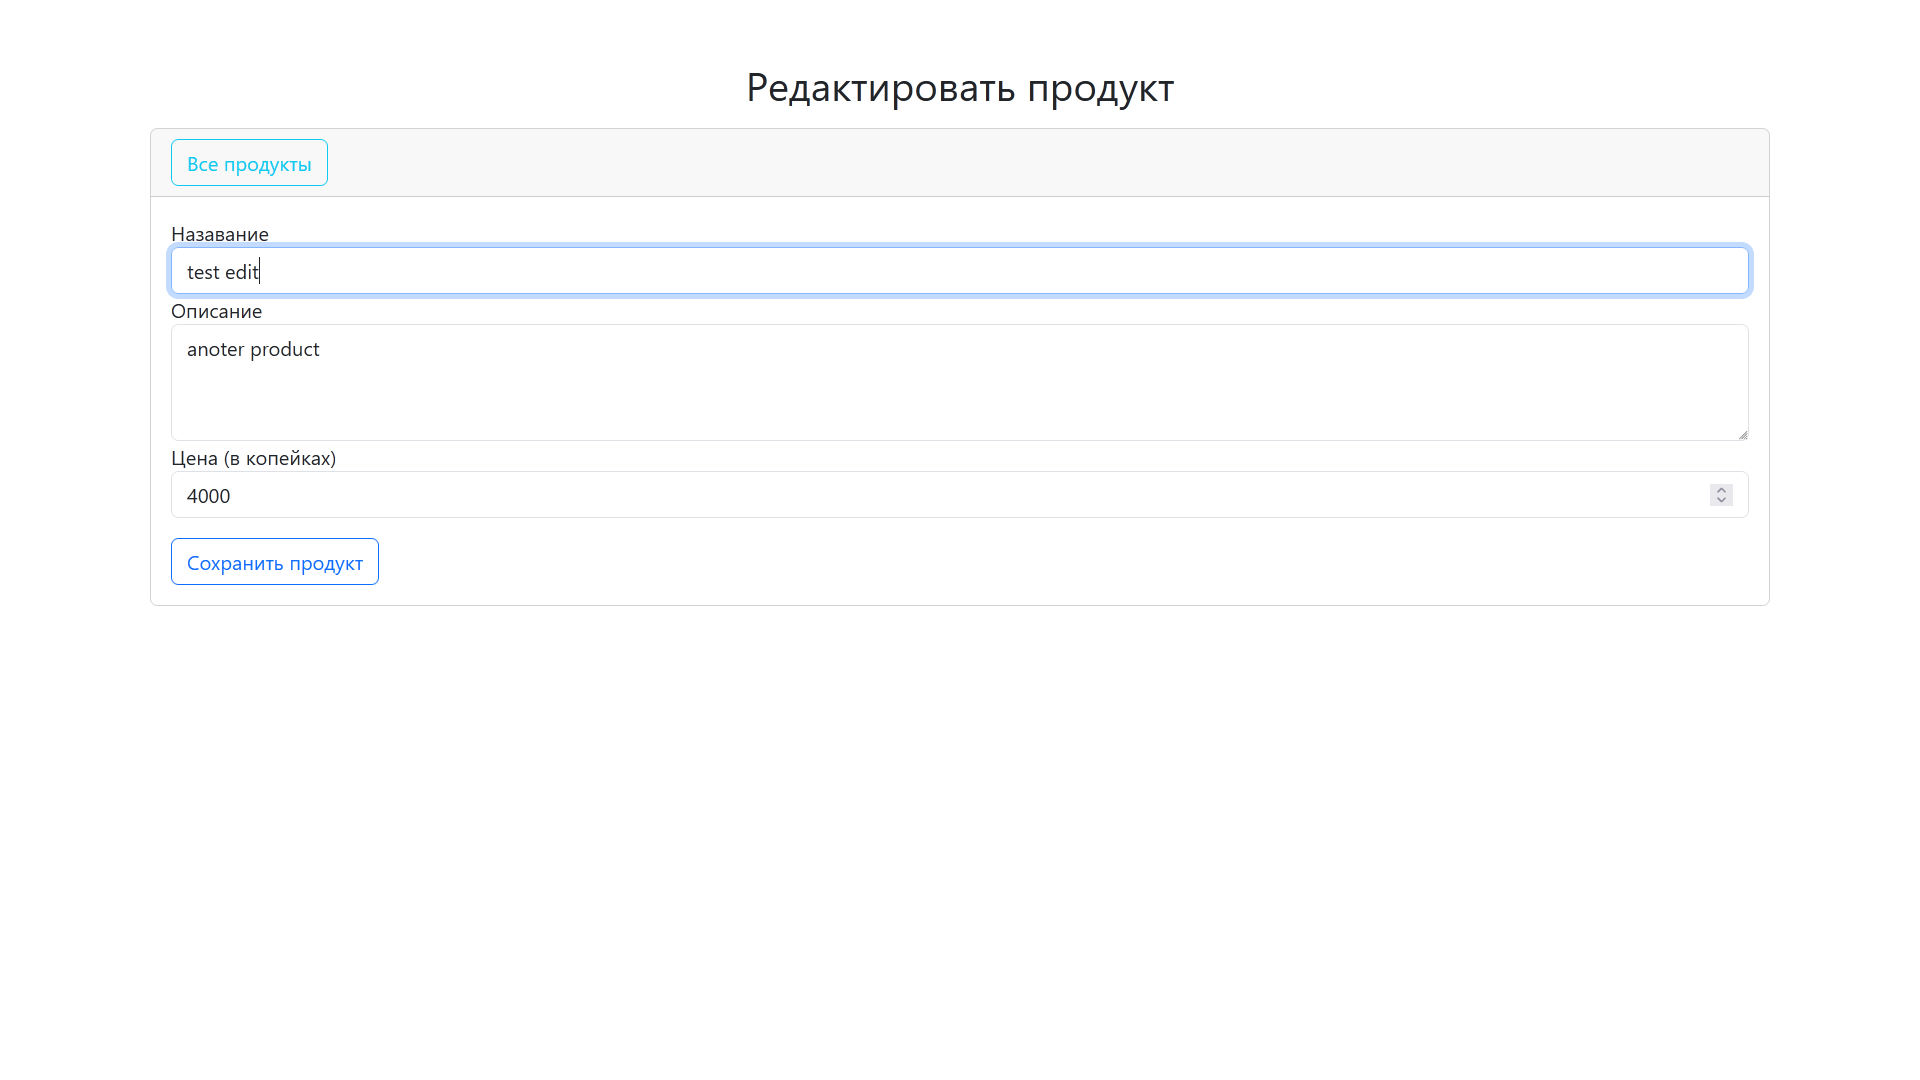 Редактировать продукт
Все продукты
Назавание
test edit
Описание
anoter product
Цена (в копейках)
4000
Сохранить продукт